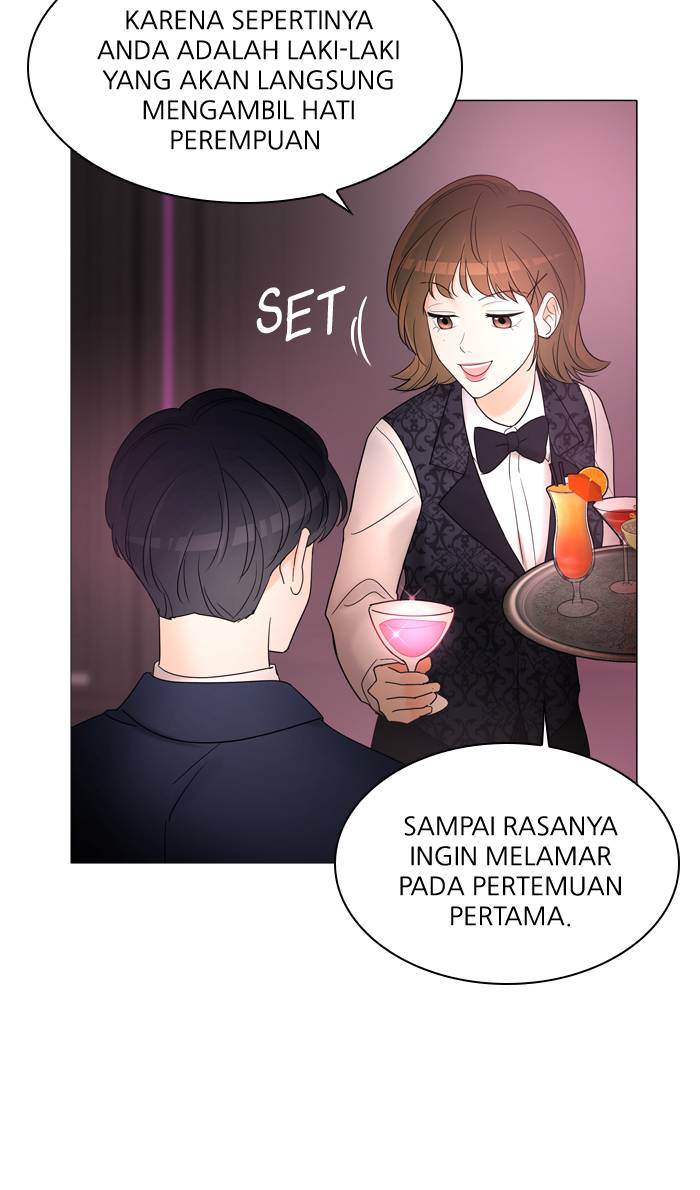 KARENA SEPERTINYA
ANDA ADALAH LAKI-LAKI
YANG AKAN LANGSUNG
MENGAMBIL HATI
PEREMPUAN
SET
SAMPAI RASANYA
INGIN MELAMAR
PADA PERTEMUAN
PERTAMA.